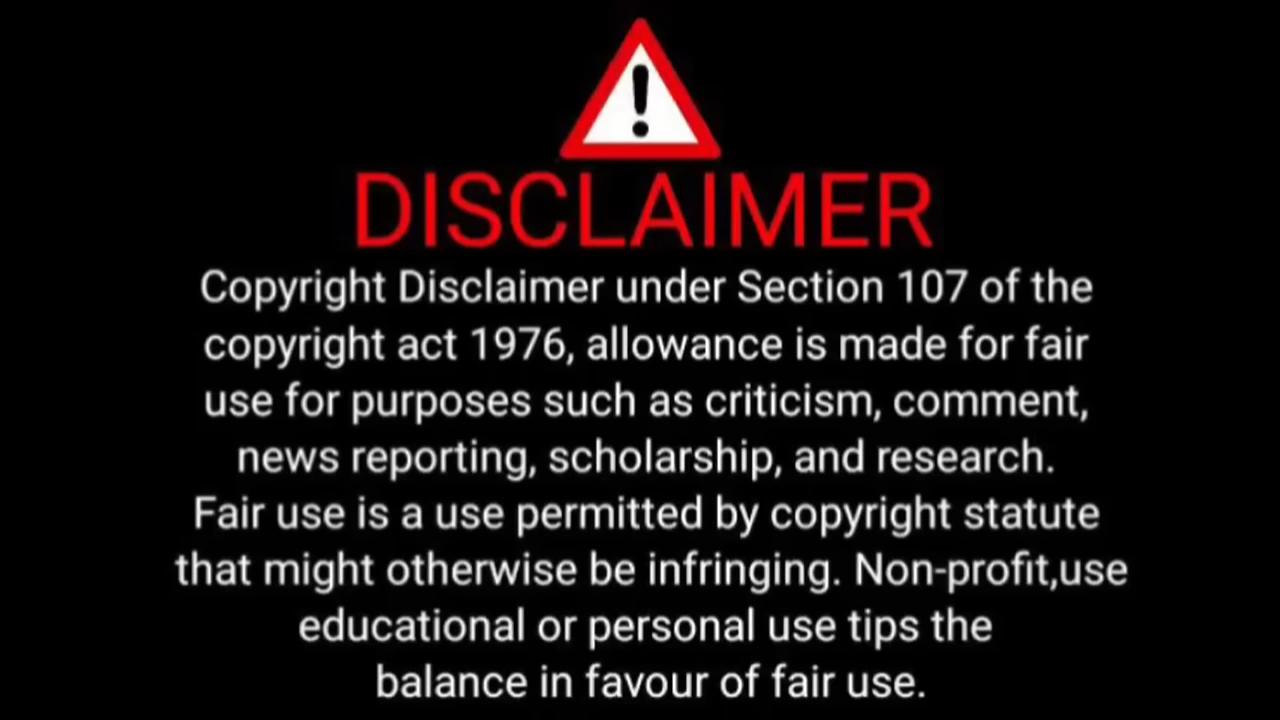 DISCLAIMER
Copyright Disclaimer under Section 107 of the
copyright act 1976, allowance is made for fair
use for purposes such as criticism, comment,
news reporting, scholarship, and research.
Fair use is a use permitted by copyright statute
that might otherwise be infringing. Non-profit,use
educational or personal use tips the
balance in favour of fair use.